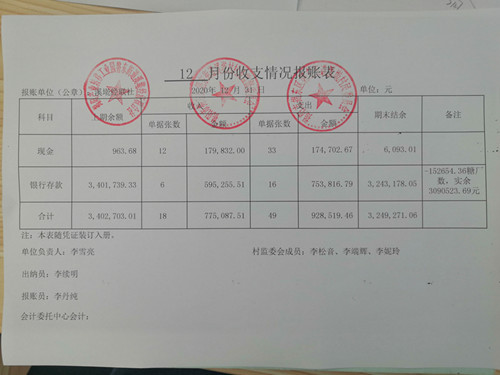 12 月份收支情况报账表
报账单位(公章): 2020年 12 月 31 日 单位:元
科目 上期余额 收入 支出 期末结余 备注
单据张数 金额 单据张数 金额
现金 963.68 12 179,832.00 33 174,702.67 6,093.01
银行存款 3,401,739.33 6 595,255.51 16 753,816.79 3,243,178.05 -152654.36糖厂数,实余3090523.69元
合计 3,402,703.01 18 775,087.51 49 928,519.46 3,249,271.06
注:本表随凭证装订入册。
单位负责人:李雪亮 村监委会成员:李松音、李端辉、李妮玲
出纳员:李续明
报账员:李丹纯
会计委托中心会计: